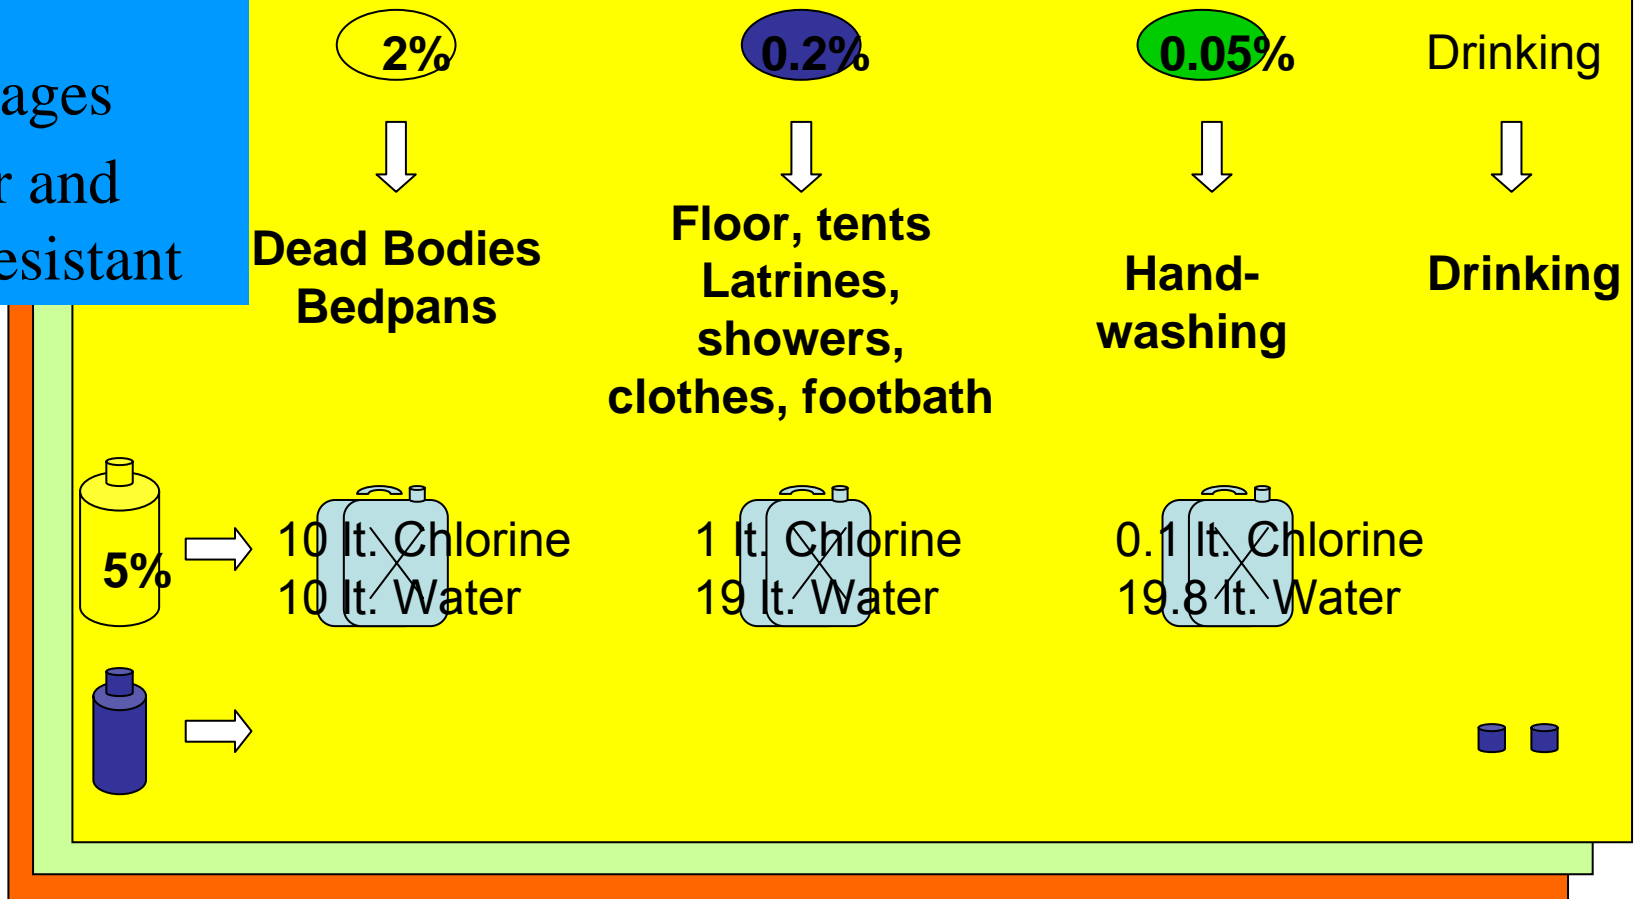 ages
r and
esistant
2%
0.2%
0.05%
Drinking
Dead Bodies
Bedpans
Floor, tents
Latrines,
showers,
clothes, footbath
Hand-
washing
Drinking
5%
10 lt. Chlorine
10 lt. Water
1 lt. Chlorine
19 lt. Water
0.1 lt. Chlorine
19.8 lt. Water